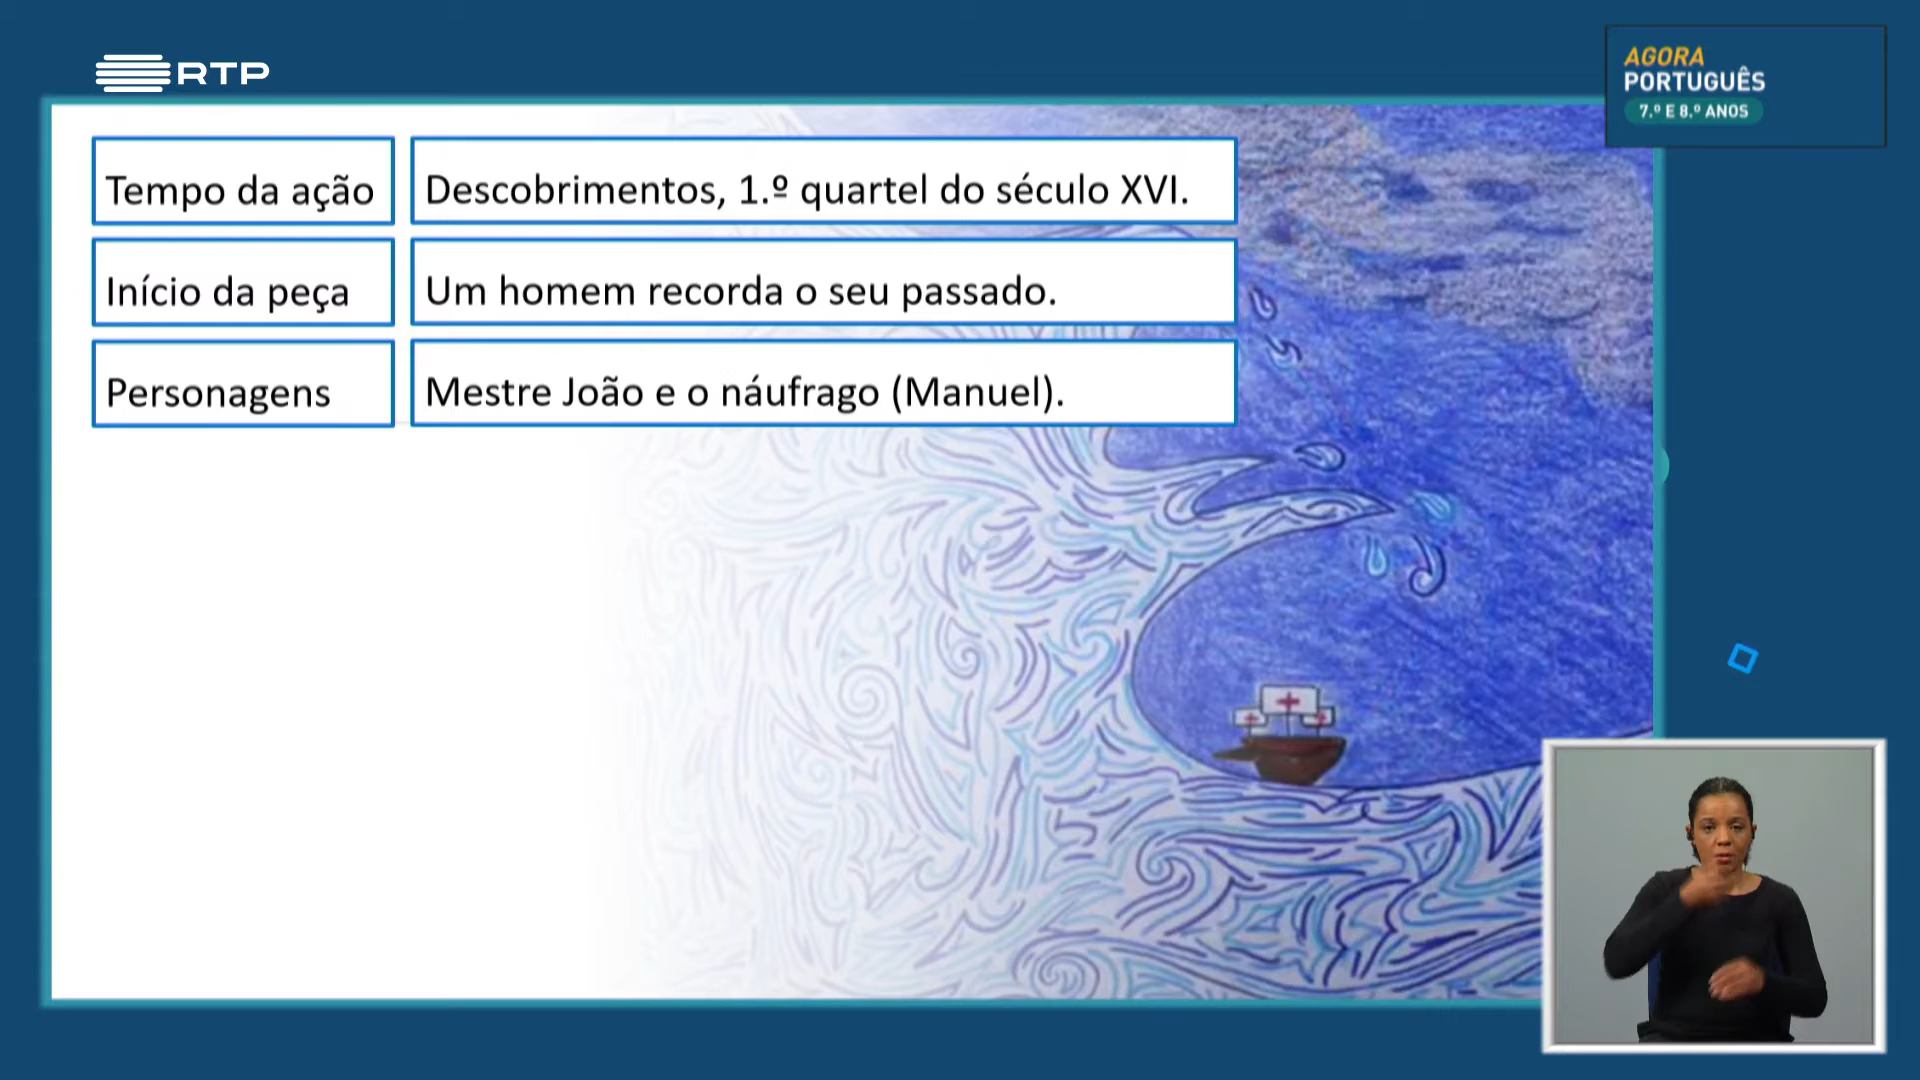 RTP
AGORA
PORTUGUÊS
7.º E 8.º ANOS
Tempo da ação
Descobrimentos, 1.º quartel do século XVI.
Início da peça
Um homem recorda o seu passado.
Personagens
Mestre João e o náufrago (Manuel).